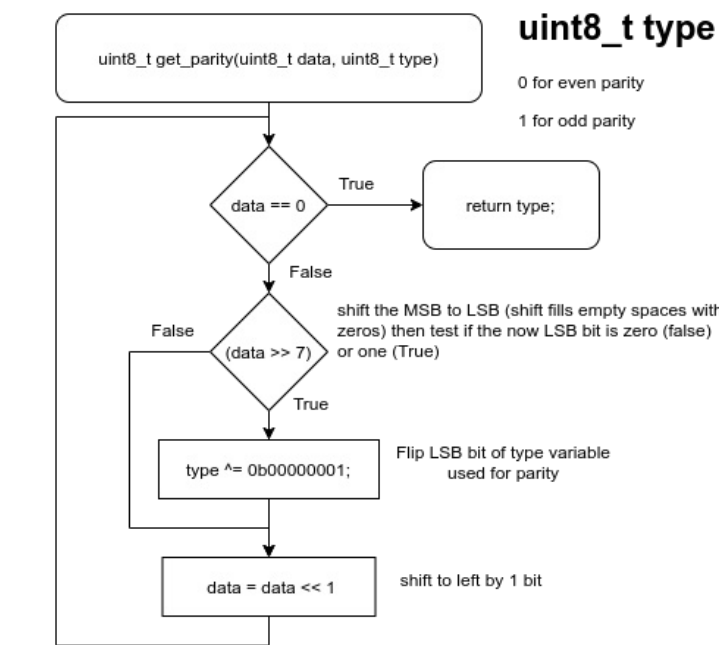 uint8_t type
uint8_t get_parity(uint8_t data, uint8_t type)
0 for even parity
1 for odd parity
True
data == 0
return type;
False
shift the MSB to LSB (shift fills empty spaces with
zeros) then test if the now LSB bit is zero (false)
or one (True)
False
(data >> 7)
True
Flip LSB bit of type variable
used for parity
type ^= 0b00000001;
data = data << 1
shift to left by 1 bit